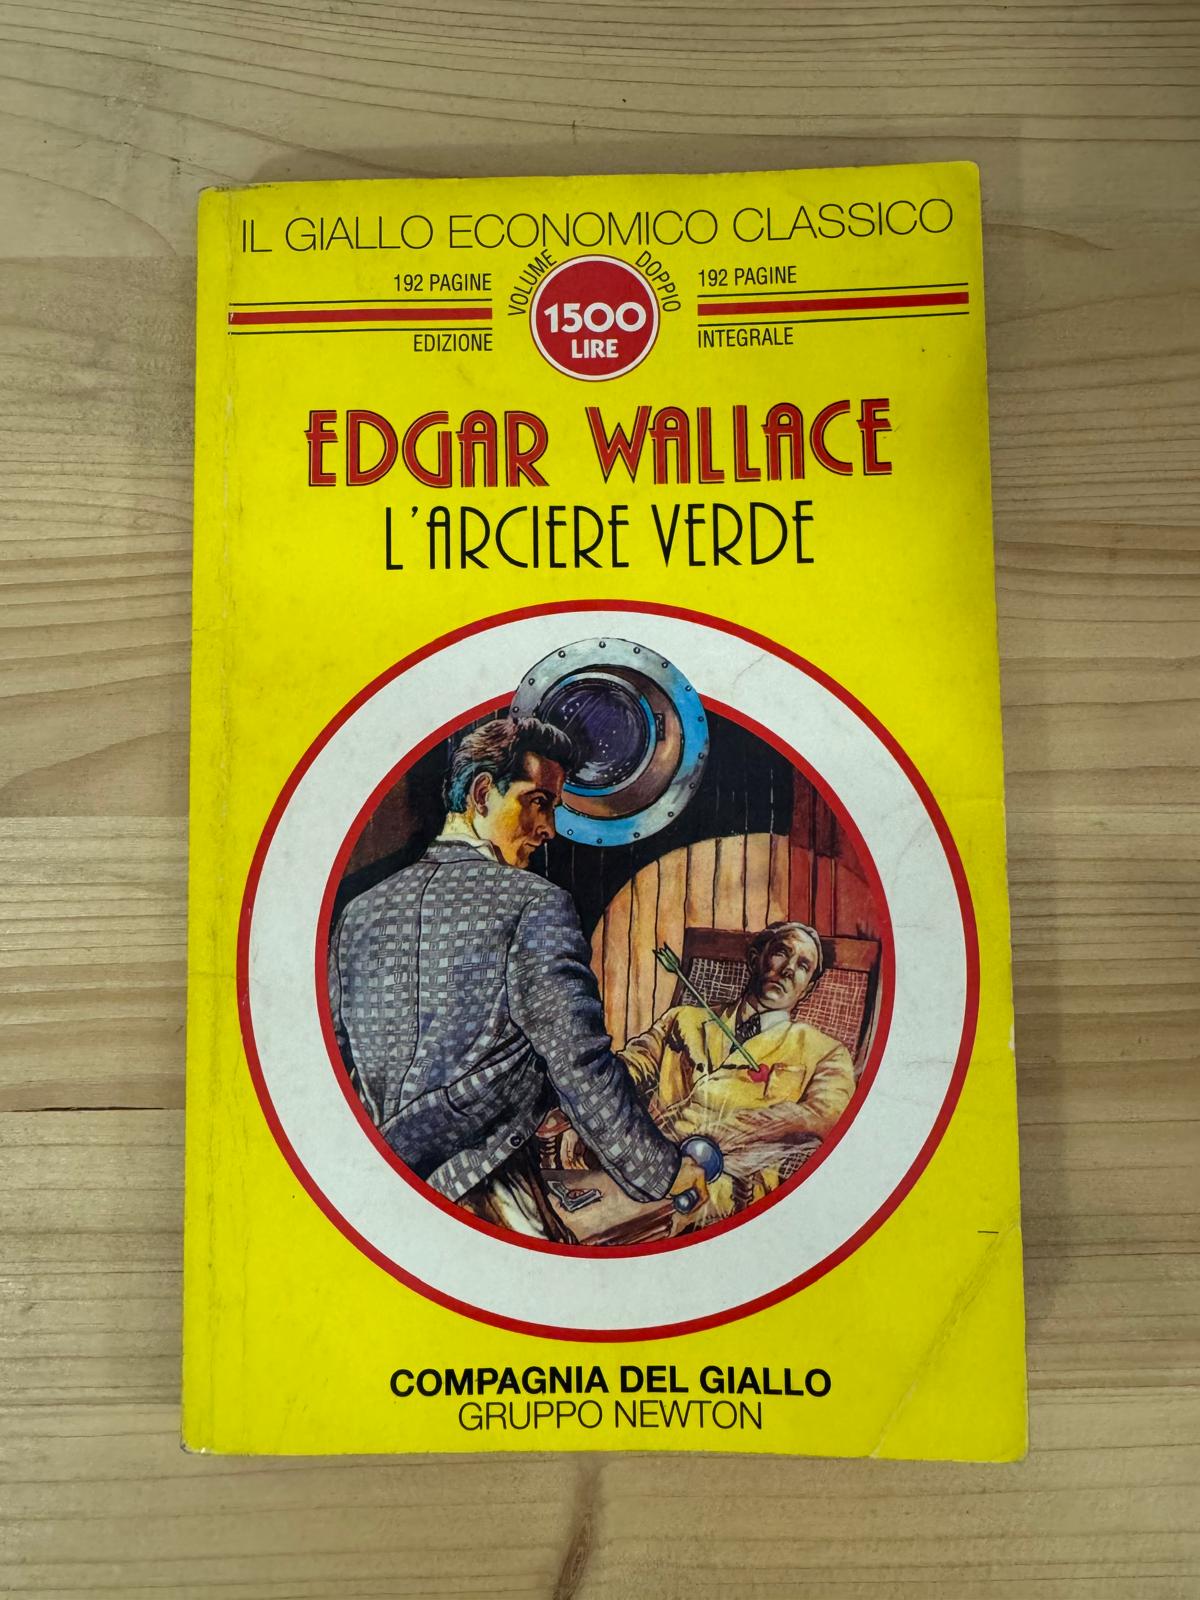 IL GIALLO ECONOMICO CLASSICO
192 PAGINE
EDIZIONE
VOLUME DOPPIO
1500
LIRE
192 PAGINE
INTEGRALE
EDGAR WALLACE
L'ARCIERE VERDE
COMPAGNIA DEL GIALLO
GRUPPO NEWTON